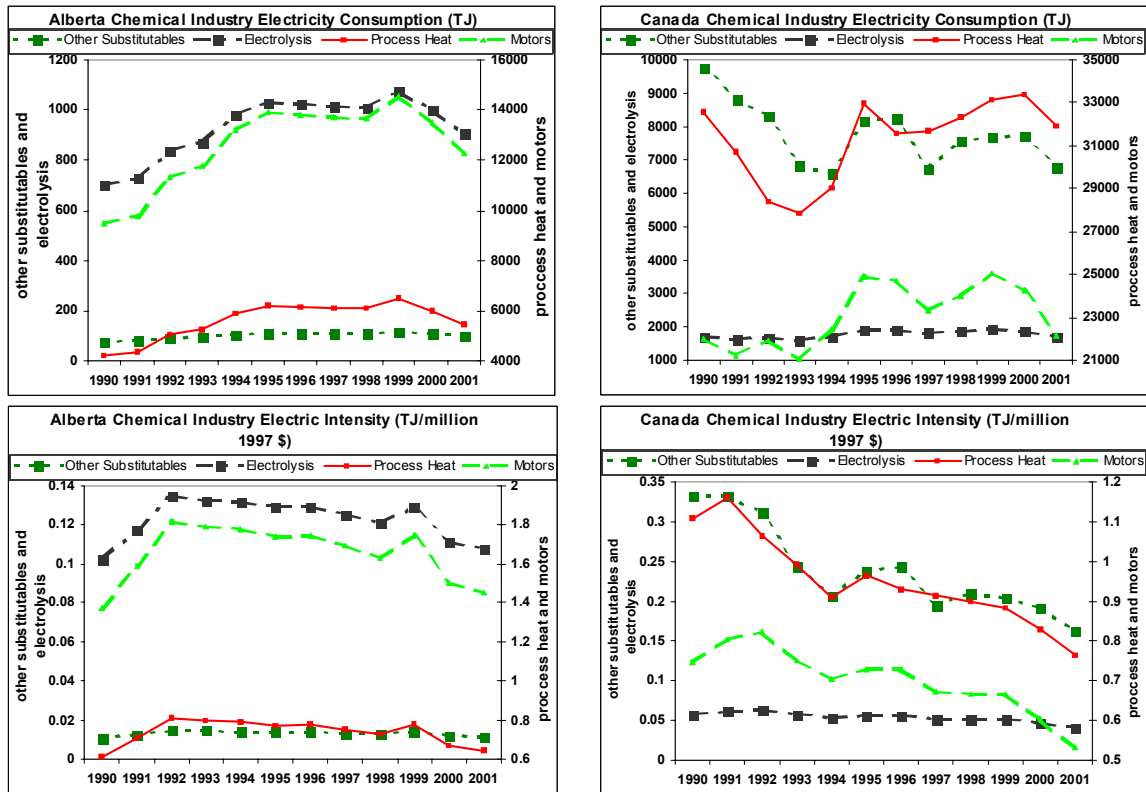 Alberta Chemical Industry Electricity Consumption (TJ)
Other Substitutables Electrolysis Process Heat Motors
1200
1000
800
600
400
200
0
16000
14000
12000
10000
8000
6000
4000
other substitutables and
electrolysis
proccess heat and motors
1990 1991 1992 1993 1994 1995 1996 1997 1998 1999 2000 2001
Canada Chemical Industry Electricity Consumption (TJ)
Other Substitutables Electrolysis Process Heat Motors
10000
9000
8000
7000
6000
5000
4000
3000
2000
1000
35000
33000
31000
29000
27000
25000
23000
21000
other substitutables and electrolysis
proccess heat and motors
1990 1991 1992 1993 1994 1995 1996 1997 1998 1999 2000 2001
Alberta Chemical Industry Electric Intensity (TJ/million
1997 $)
Other Substitutables Electrolysis Process Heat Motors
0.14
0.12
0.1
0.08
0.06
0.04
0.02
0
2
1.8
1.6
1.4
1.2
1
0.8
0.6
other substitutables and
electrolysis
proccess heat and motors
1990 1991 1992 1993 1994 1995 1996 1997 1998 1999 2000 2001
Canada Chemical Industry Electric Intensity (TJ/million
1997 $)
Other Substitutables Electrolysis Process Heat Motors
0.35
0.3
0.25
0.2
0.15
0.1
0.05
0
1.2
1.1
1
0.9
0.8
0.7
0.6
0.5
other substitutables and
electrolysis
proccess heat and motors
1990 1991 1992 1993 1994 1995 1996 1997 1998 1999 2000 2001